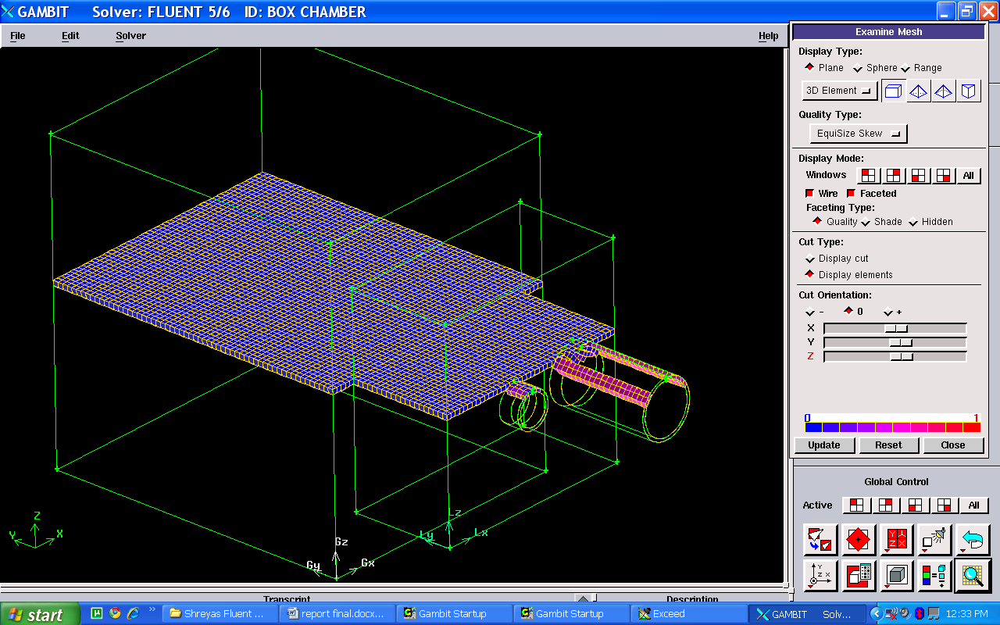 GAMBIT Solver: FLUENT 5/6 ID: BOX CHAMBER
File Edit Solver Help
Examine Mesh
Display Type:
Plane Sphere Range
3D Element
Quality Type:
EquiSize Skew
Display Mode:
Windows All
Wire Faceted
Faceting Type:
Quality Shade Hidden
Cut Type:
Display cut
Display elements
Cut Orientation:
- 0 +
X
Y
Z
0 1
Update Reset Close
Global Control
Active All
Z
Y X
Gz
Gy Gx
Lz
Ly Lx
Transcript Description
start Shreyas Fluent ... report final.docx... Gambit Startup Gambit Startup Exceed GAMBIT Solv... 12:33 PM